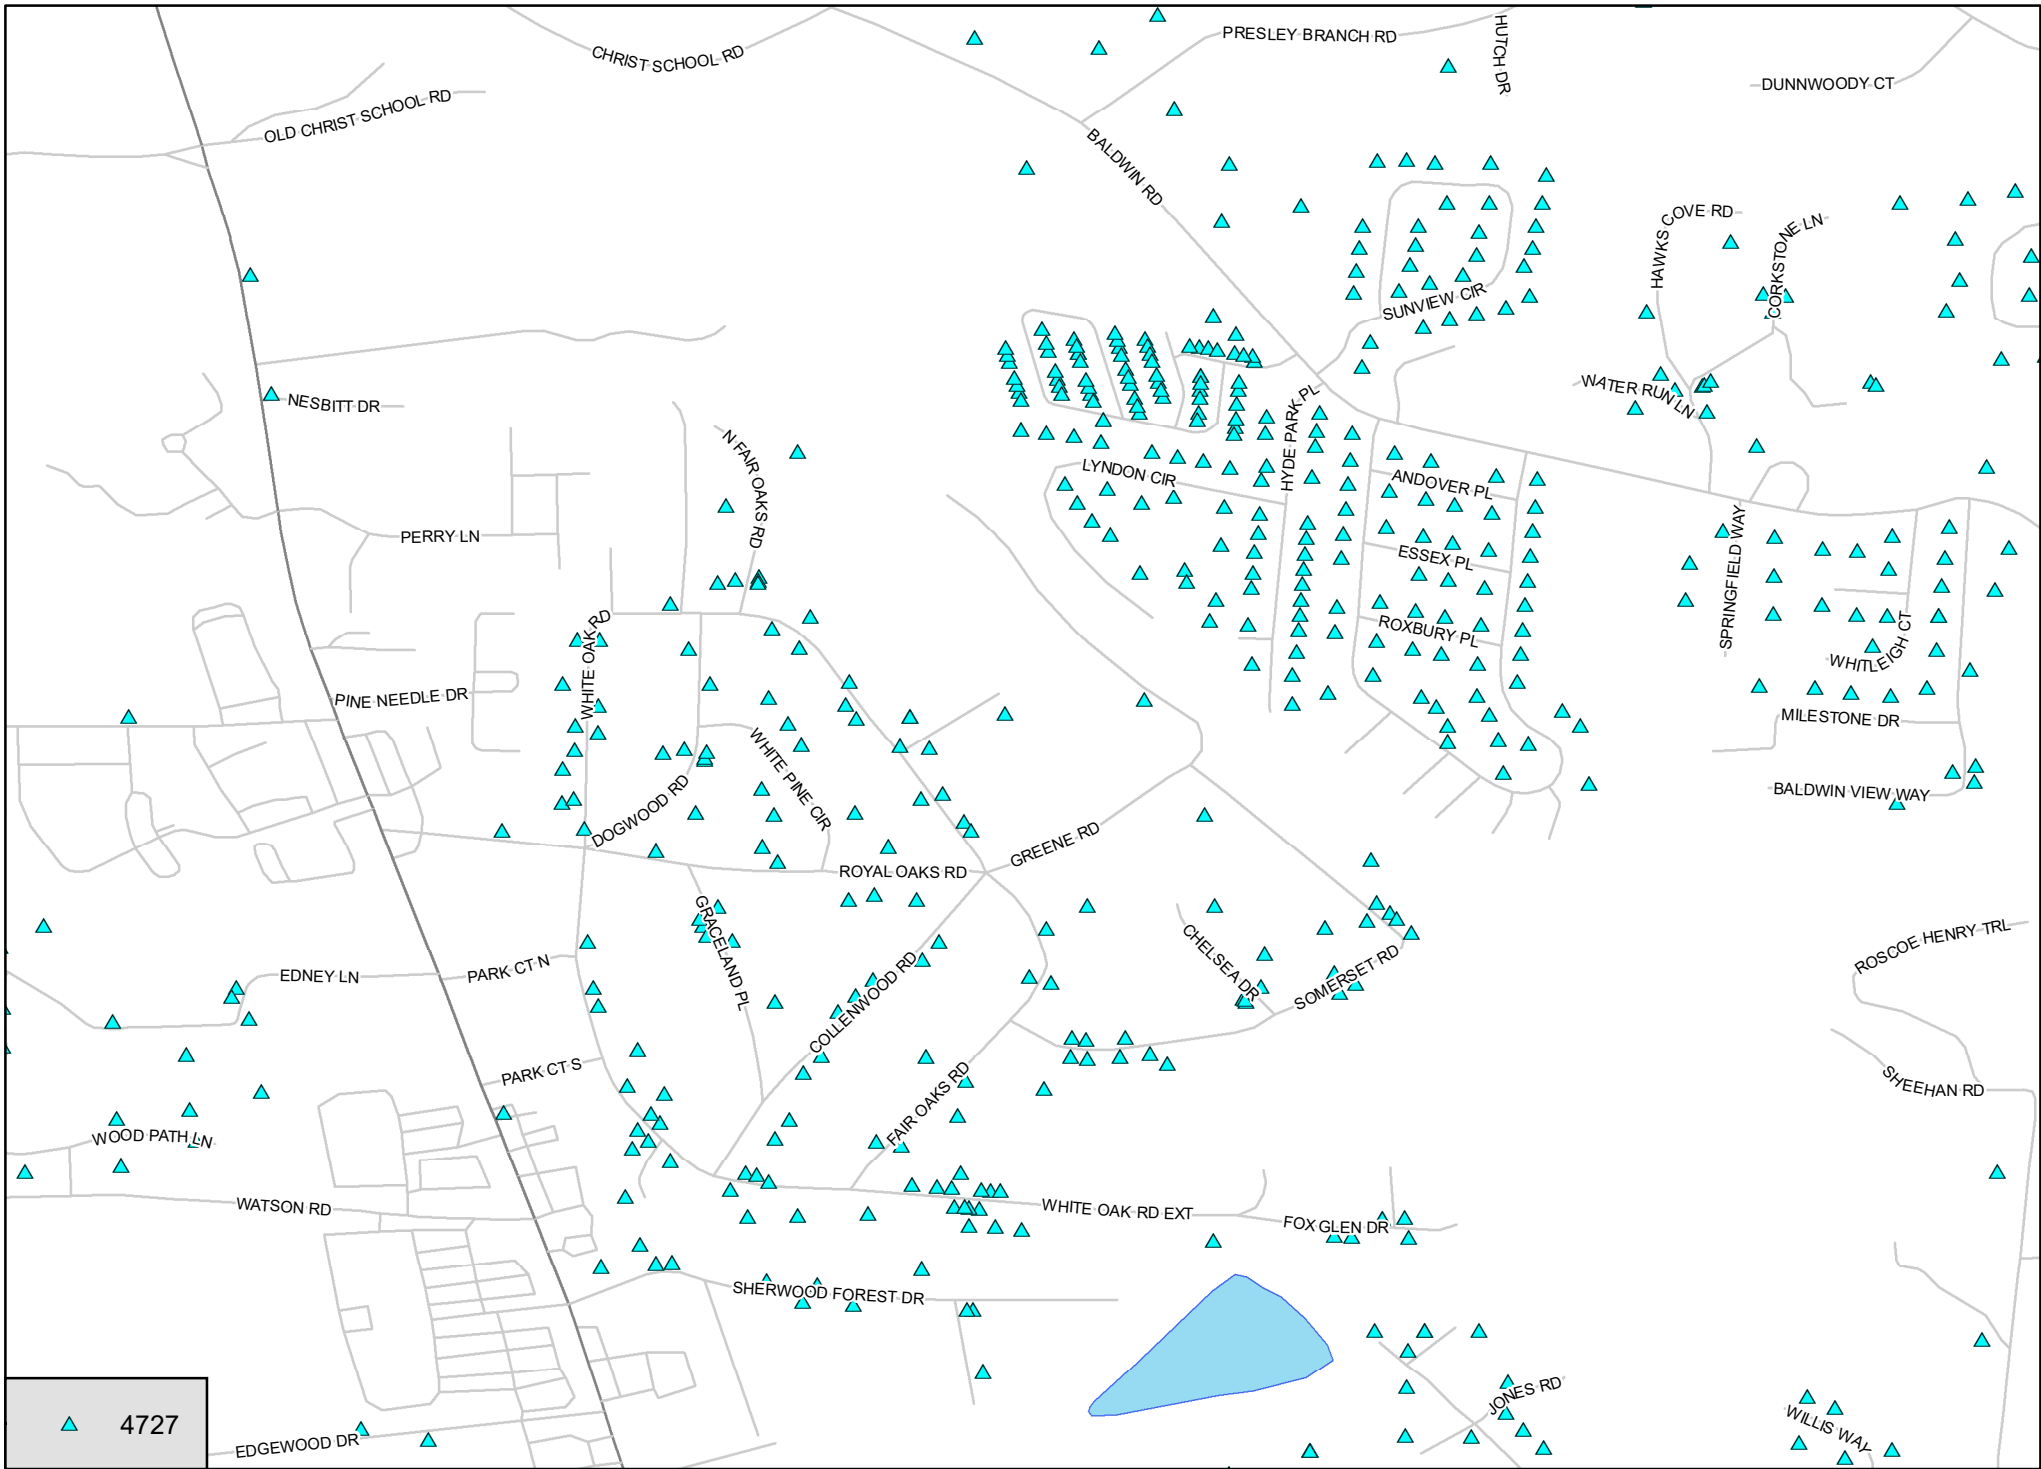 CHRIST SCHOOL RD
PRESLEY BRANCH RD
HUTCH DR
DUNNWOODY CT
OLD CHRIST SCHOOL RD
BALDWIN RD
HAWKS COVE RD
CORKSTONE LN
SUNVIEW CIR
NESBITT DR
WATER RUN LN
HYDE PARK PL
N FAIR OAKS RD
LYNDON CIR
ANDOVER PL
PERRY LN
ESSEX PL
SPRINGFIELD WAY
WHITE OAK RD
ROXBURY PL
WHITLEIGH CT
PINE NEEDLE DR
MILESTONE DR
WHITE PINE CIR
DOGWOOD RD
BALDWIN VIEW WAY
GREENE RD
ROYAL OAKS RD
GRACELAND PL
CHELSEA DR
ROSCOE HENRY TRL
EDNEY LN
PARK CT N
SOMERSET RD
COLLENWOOD RD
PARK CT S
SHEEHAN RD
FAIR OAKS RD
WOOD PATH LN
WATSON RD
WHITE OAK RD EXT
FOX GLEN DR
SHERWOOD FOREST DR
JONES RD
WILLIS WAY
4727
EDGEWOOD DR